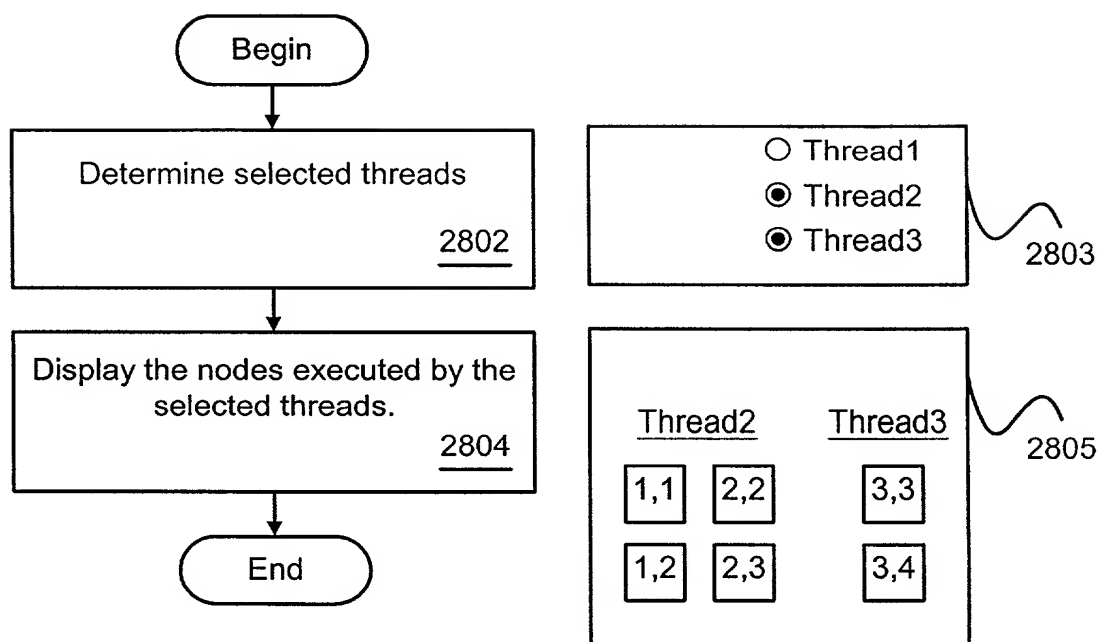 Begin
Determine selected threads
2802
Display the nodes executed by the
selected threads.
2804
End
Thread1
Thread2
Thread3
2803
Thread2 Thread3
1,1 2,2 3,3
1,2 2,3 3,4
2805